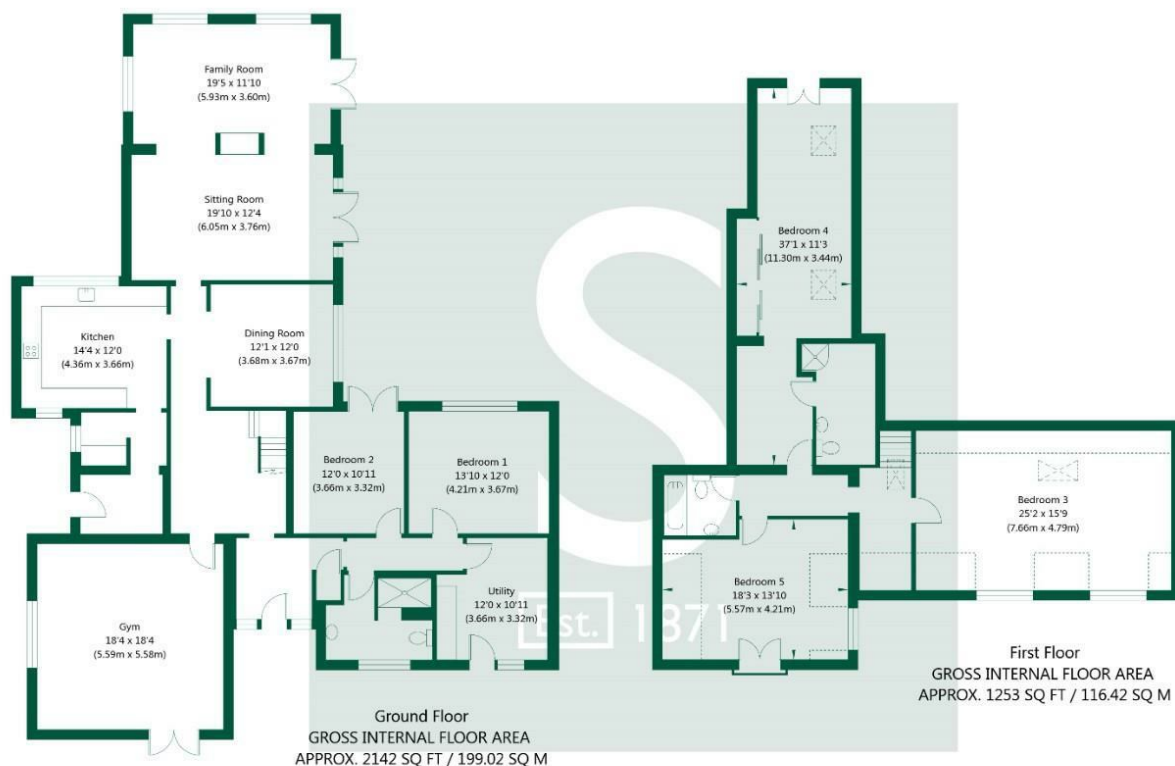 Family Room
19'5 x 11'10
(5.93m x 3.60m)
Sitting Room
19'10 x 12'4
(6.05m x 3.76m)
Kitchen
14'4 x 12'0
(4.36m x 3.66m)
Dining Room
12'1 x 12'0
(3.68m x 3.67m)
Bedroom 2
12'0 x 10'11
(3.66m x 3.32m)
Bedroom 1
13'10 x 12'0
(4.21m x 3.67m)
Utility
12'0 x 10'11
(3.66m x 3.32m)
Gym
18'4 x 18'4
(5.59m x 5.58m)
Ground Floor
GROSS INTERNAL FLOOR AREA
APPROX. 2142 SQ FT / 199.02 SQ M
Bedroom 4
37'1 x 11'3
(11.30m x 3.44m)
Bedroom 3
25'2 x 15'9
(7.66m x 4.79m)
Bedroom 5
18'3 x 13'10
(5.57m x 4.21m)
First Floor
GROSS INTERNAL FLOOR AREA
APPROX. 1253 SQ FT / 116.42 SQ M
S
Est. 1871